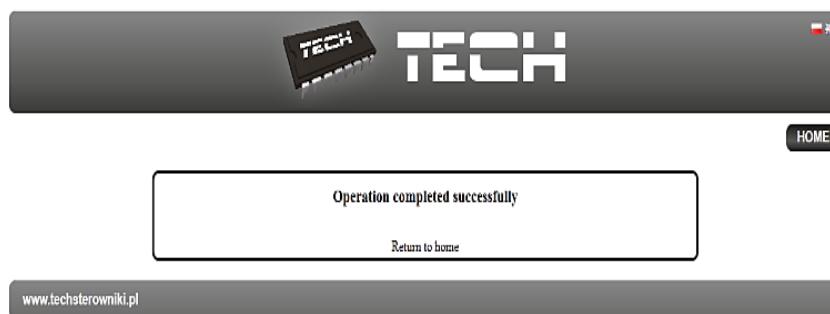 TECH
TECH
HOME
Operation completed successfully
Return to home
www.techsterowniki.pl